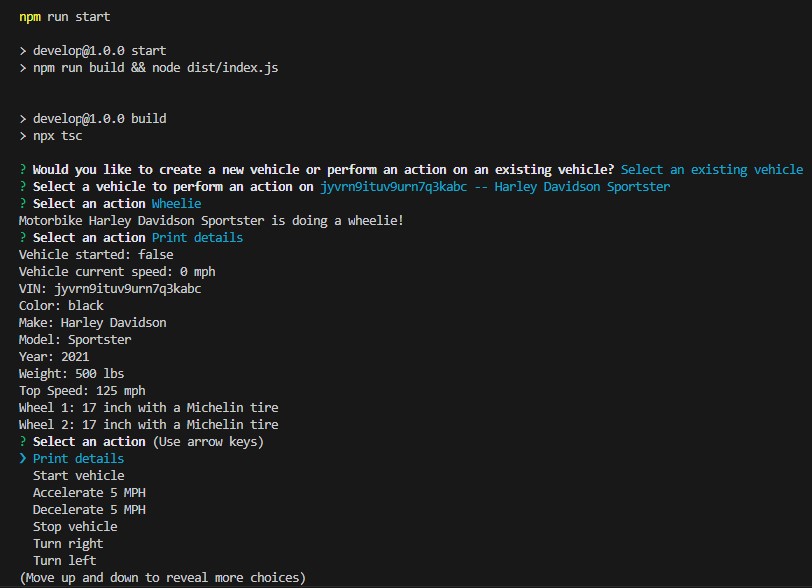 npm run start
> develop@1.0.0 start
> npm run build && node dist/index.js
> develop@1.0.0 build
> npx tsc
? Would you like to create a new vehicle or perform an action on an existing vehicle? Select an existing vehicle
? Select a vehicle to perform an action on jyvrn9ituv9urn7q3kabc -- Harley Davidson Sportster
? Select an action Wheelie
Motorbike Harley Davidson Sportster is doing a wheelie!
? Select an action Print details
Vehicle started: false
Vehicle current speed: 0 mph
VIN: jyvrn9ituv9urn7q3kabc
Color: black
Make: Harley Davidson
Model: Sportster
Year: 2021
Weight: 500 lbs
Top Speed: 125 mph
Wheel 1: 17 inch with a Michelin tire
Wheel 2: 17 inch with a Michelin tire
? Select an action (Use arrow keys)
❯ Print details
Start vehicle
Accelerate 5 MPH
Decelerate 5 MPH
Stop vehicle
Turn right
Turn left
(Move up and down to reveal more choices)